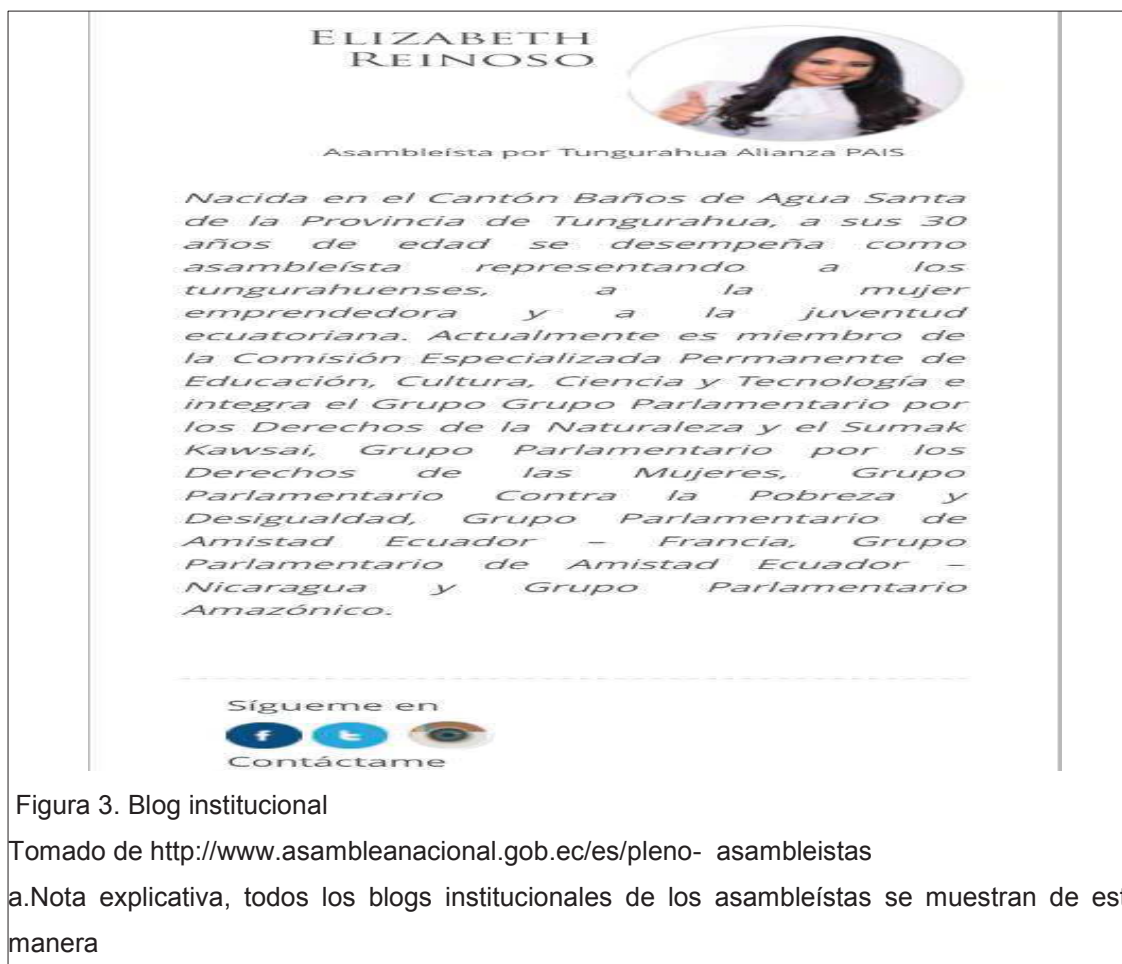 ELIZABETH
REINOSO
Asambleísta por Tungurahua Alianza PAIS
Nacida en el Cantón Baños de Agua Santa
de la Provincia de Tungurahua, a sus 30
años de edad se desempeña como
asambleísta representando a los
tungurahuenses, a la mujer
emprendedora y a la juventud
ecuatoriana. Actualmente es miembro de
la Comisión Especializada Permanente de
Educación, Cultura, Ciencia y Tecnología e
integra el Grupo Grupo Parlamentario por
los Derechos de la Naturaleza y el Sumak
Kawsai, Grupo Parlamentario por los
Derechos de las Mujeres, Grupo
Parlamentario Contra la Pobreza y
Desigualdad, Grupo Parlamentario de
Amistad Ecuador – Francia, Grupo
Parlamentario de Amistad Ecuador –
Nicaragua y Grupo Parlamentario
Amazónico.
Sígueme en
Contáctame
Figura 3. Blog institucional
Tomado de http://www.asambleanacional.gob.ec/es/pleno- asambleistas
a.Nota explicativa, todos los blogs institucionales de los asambleístas se muestran de est
manera